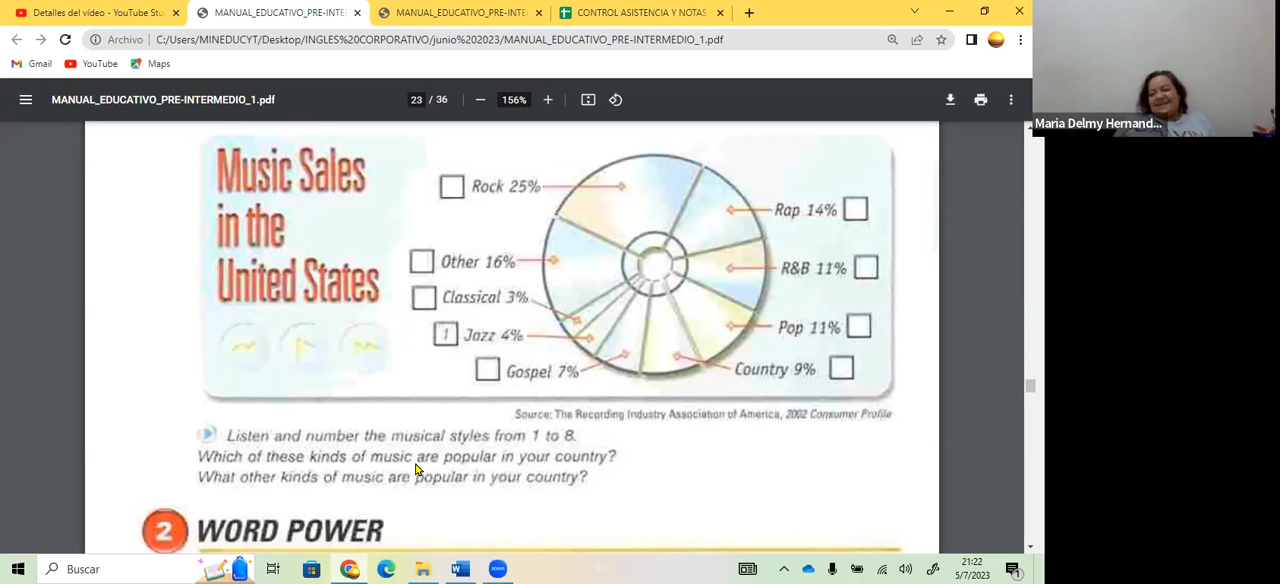 Detalles del vídeo - YouTube Stu
MANUAL_EDUCATIVO_PRE-INTER
MANUAL_EDUCATIVO_PRE-INTE
CONTROL ASISTENCIA Y NOTAS
Archivo
C:/Users/MINEDUCYT/Desktop/INGLES%20CORPORATIVO/junio%202023/MANUAL_EDUCATIVO_PRE-INTERMEDIO_1.pdf
Gmail
YouTube
Maps
MANUAL_EDUCATIVO_PRE-INTERMEDIO_1.pdf
23 / 36
156%
Maria Delmy Hernand...
Music Sales
in the
United States
Rock 25%
Other 16%
Classical 3%
1 Jazz 4%
Gospel 7%
Rap 14%
R&B 11%
Pop 11%
Country 9%
Source: The Recording Industry Association of America, 2002 Consumer Profile
Listen and number the musical styles from 1 to 8.
Which of these kinds of music are popular in your country?
What other kinds of music are popular in your country?
2 WORD POWER
Buscar
zoom
21:22
5/7/2023
1